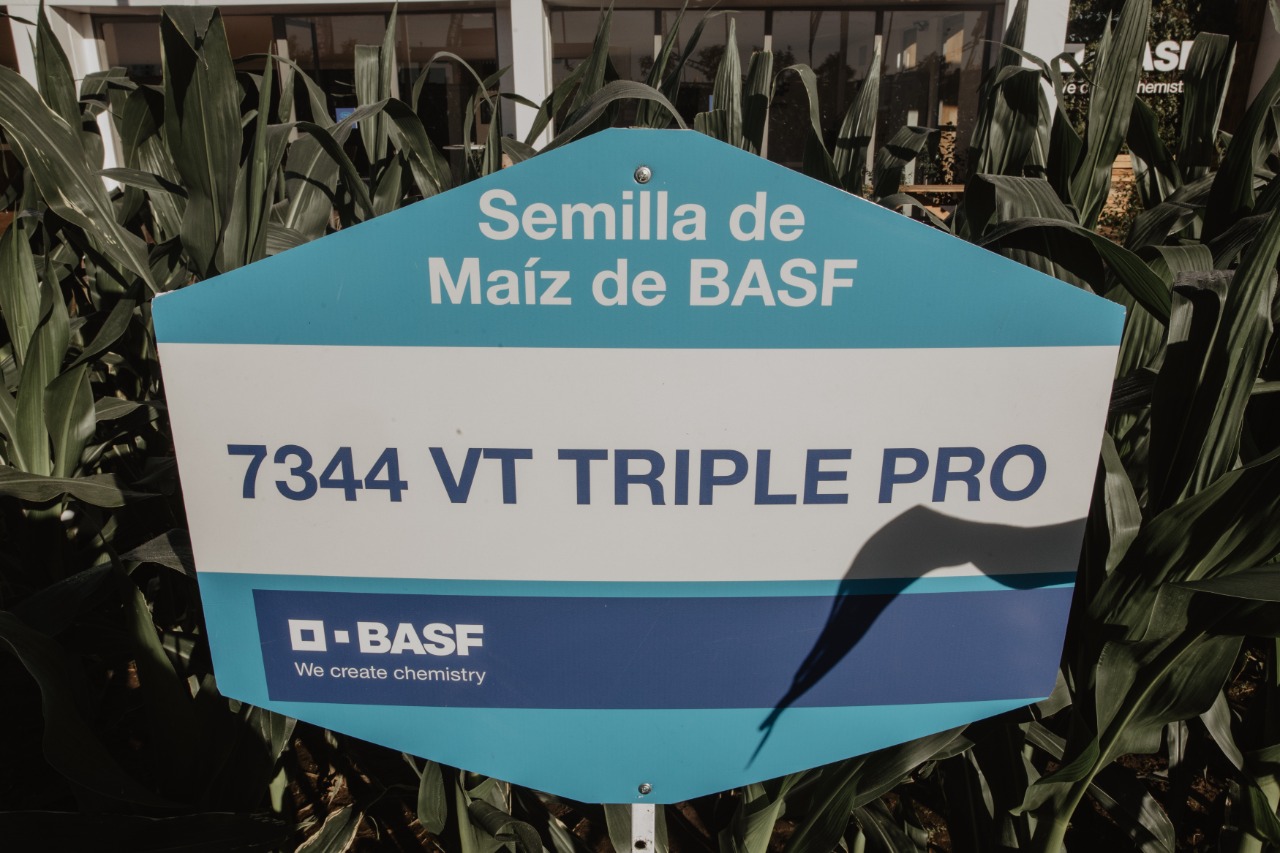 Semilla de
Maíz de BASF
7344 VT TRIPLE PRO
BASF
We create chemistry